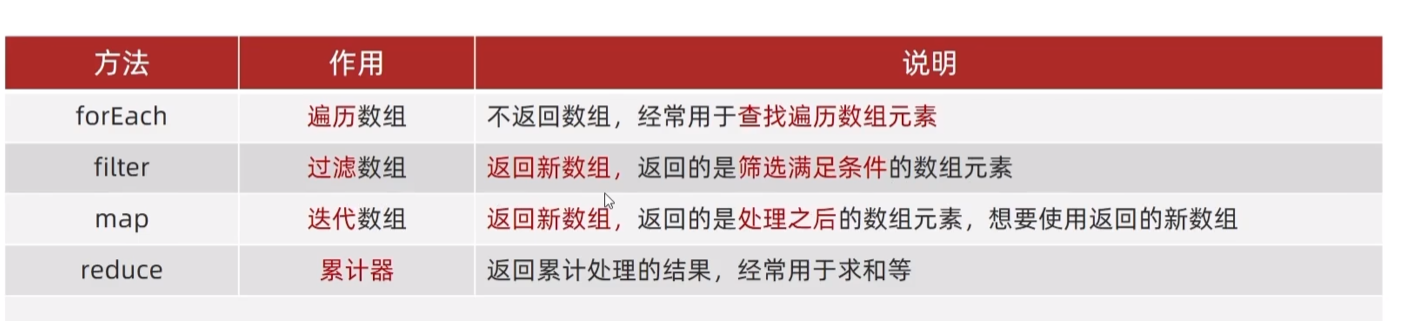 方法 作用 说明
forEach 遍历数组 不返回数组，经常用于查找遍历数组元素
filter 过滤数组 返回新数组，返回的是筛选满足条件的数组元素
map 迭代数组 返回新数组，返回的是处理之后的数组元素，想要使用返回的新数组
reduce 累计器 返回累计处理的结果，经常用于求和等